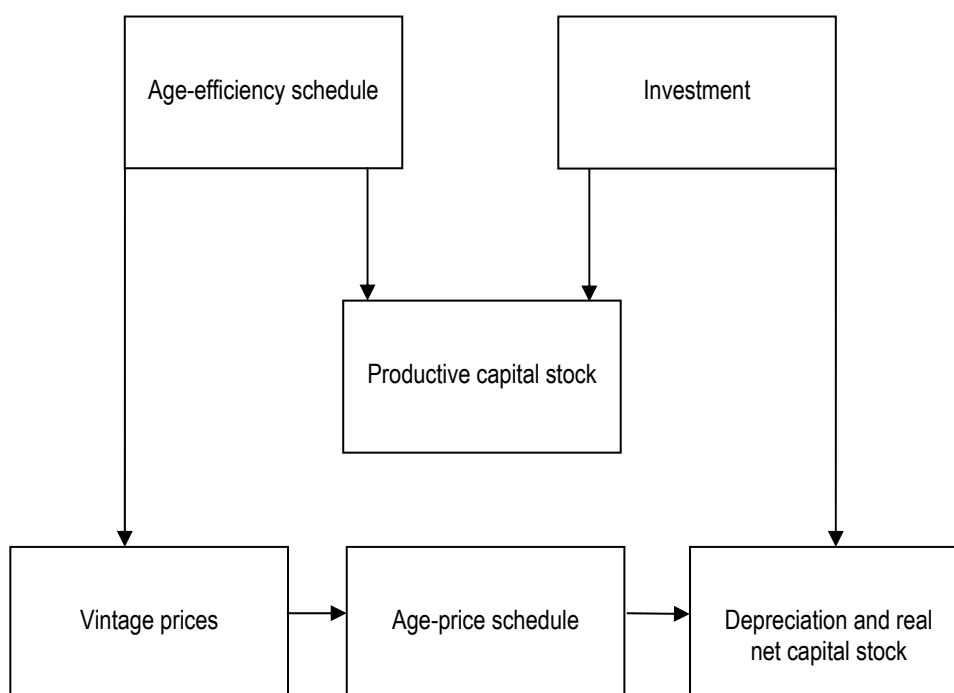 Age-efficiency schedule
Investment
Productive capital stock
Vintage prices
Age-price schedule
Depreciation and real
net capital stock